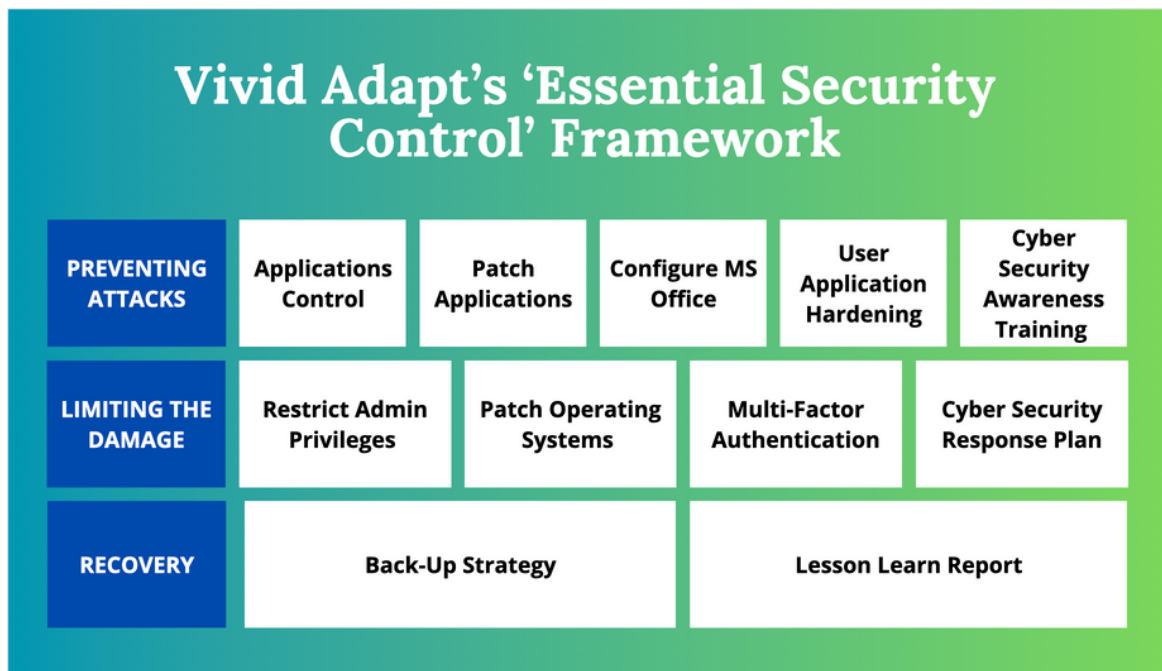 Vivid Adapt’s ‘Essential Security
Control’ Framework
PREVENTING
ATTACKS
Applications
Control
Patch
Applications
Configure MS
Office
User
Application
Hardening
Cyber
Security
Awareness
Training
LIMITING THE
DAMAGE
Restrict Admin
Privileges
Patch Operating
Systems
Multi-Factor
Authentication
Cyber Security
Response Plan
RECOVERY
Back-Up Strategy
Lesson Learn Report